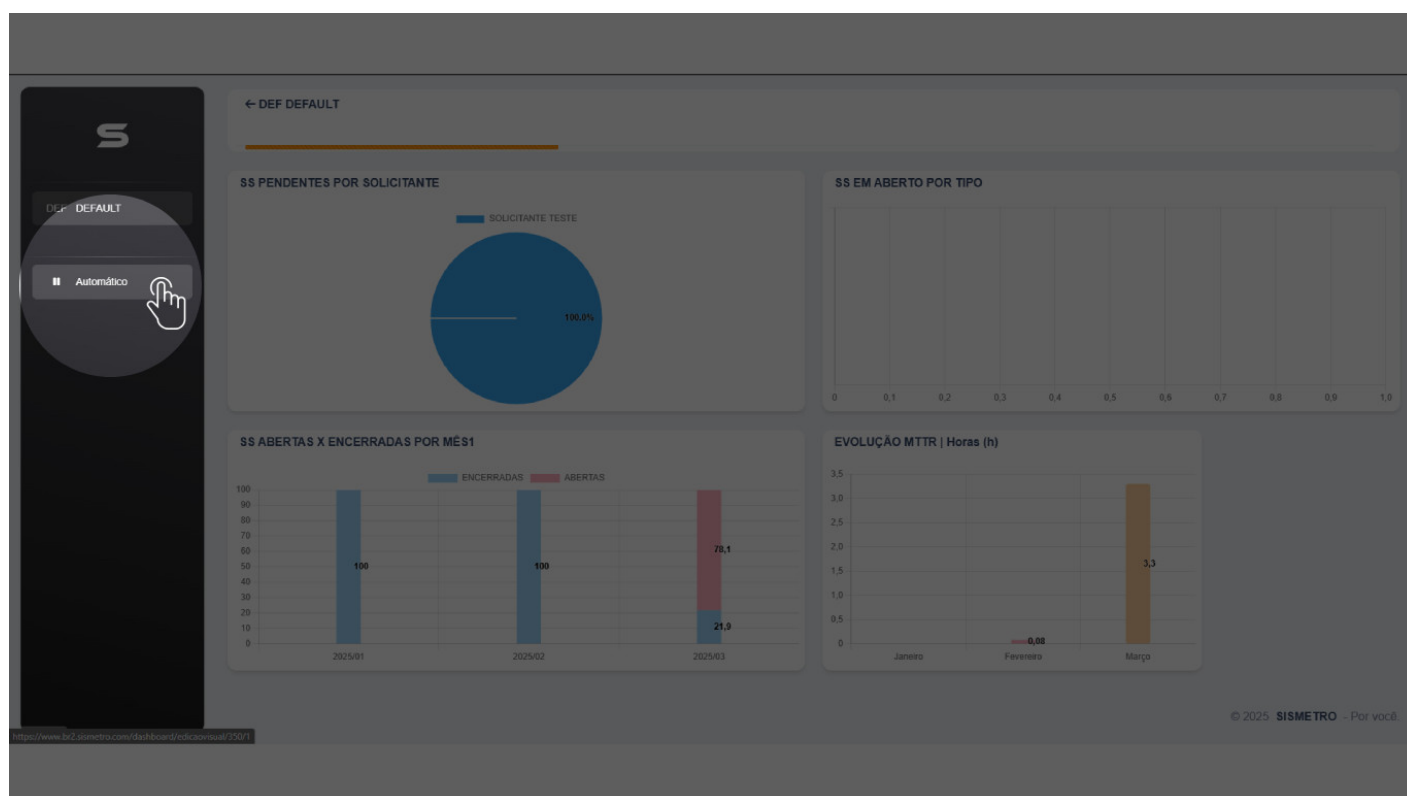 S
DEF DEFAULT
Automático
← DEF DEFAULT
SS PENDENTES POR SOLICITANTE
SOLICITANTE TESTE
100,0%
SS EM ABERTO POR TIPO
0 0,1 0,2 0,3 0,4 0,5 0,6 0,7 0,8 0,9 1,0
SS ABERTAS X ENCERRADAS POR MÊS1
ENCERRADAS ABERTAS
100
90
80
70
60
50
40
30
20
10
0
100
100
78,1
21,9
2025/01 2025/02 2025/03
EVOLUÇÃO MTTR | Horas (h)
3,5
3,0
2,5
2,0
1,5
1,0
0,5
0
0,08
3,3
Janeiro Fevereiro Março
© 2025 SISMETRO - Por você.
https://www.br2.sismetro.com/dashboard/edicaovisual/350/1